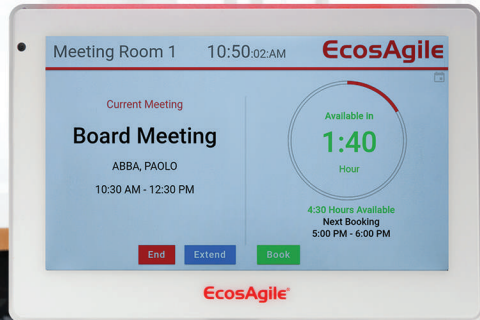 Meeting Room 1 10:50:02:AM EcosAgile
Current Meeting
Board Meeting
ABBA, PAOLO
10:30 AM - 12:30 PM
End Extend
Available in
1:40
Hour
4:30 Hours Available
Next Booking
5:00 PM - 6:00 PM
Book
EcosAgile